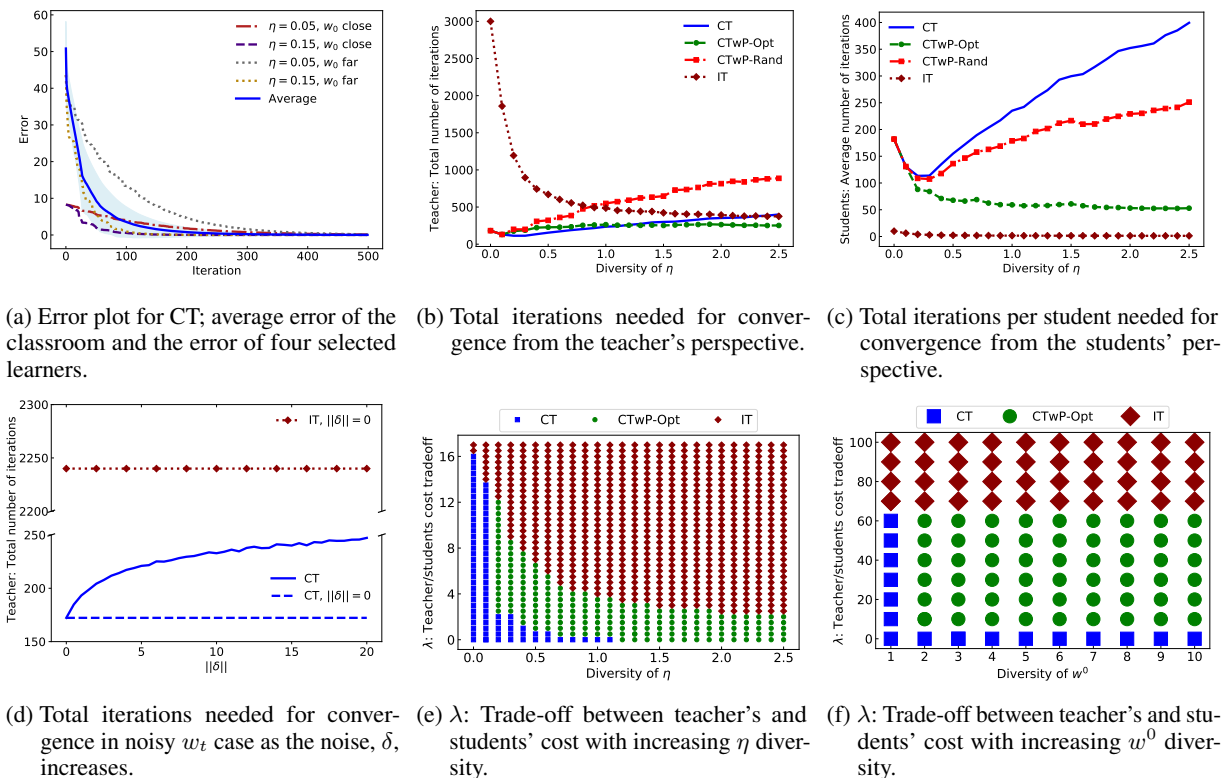 60
50
40
30
20
10
0
Error
0 100 200 300 400 500
Iteration
η = 0.05, w₀ close
η = 0.15, w₀ close
η = 0.05, w₀ far
η = 0.15, w₀ far
Average
(a) Error plot for CT; average error of the
classroom and the error of four selected
learners.
3000
2500
2000
1500
1000
500
0
Teacher: Total number of iterations
0.0 0.5 1.0 1.5 2.0 2.5
Diversity of η
CT
CTwP-Opt
CTwP-Rand
IT
(b) Total iterations needed for conver-
gence from the teacher's perspective.
400
350
300
250
200
150
100
50
0
Students: Average number of iterations
0.0 0.5 1.0 1.5 2.0 2.5
Diversity of η
CT
CTwP-Opt
CTwP-Rand
IT
(c) Total iterations per student needed for
convergence from the students' per-
spective.
2300
2250
2200
250
200
150
Teacher: Total number of iterations
0 5 10 15 20
||δ||
IT, ||δ|| = 0
CT
CT, ||δ|| = 0
(d) Total iterations needed for conver-
gence in noisy wₜ case as the noise, δ,
increases.
CT CTwP-Opt IT
16
12
8
4
0
λ: Teacher/students cost tradeoff
0.0 0.5 1.0 1.5 2.0 2.5
Diversity of η
(e) λ: Trade-off between teacher's and
students' cost with increasing η diver-
sity.
CT CTwP-Opt IT
100
80
60
40
20
0
λ: Teacher/students cost tradeoff
1 2 3 4 5 6 7 8 9 10
Diversity of w⁰
(f) λ: Trade-off between teacher's and stu-
dents' cost with increasing w⁰ diver-
sity.